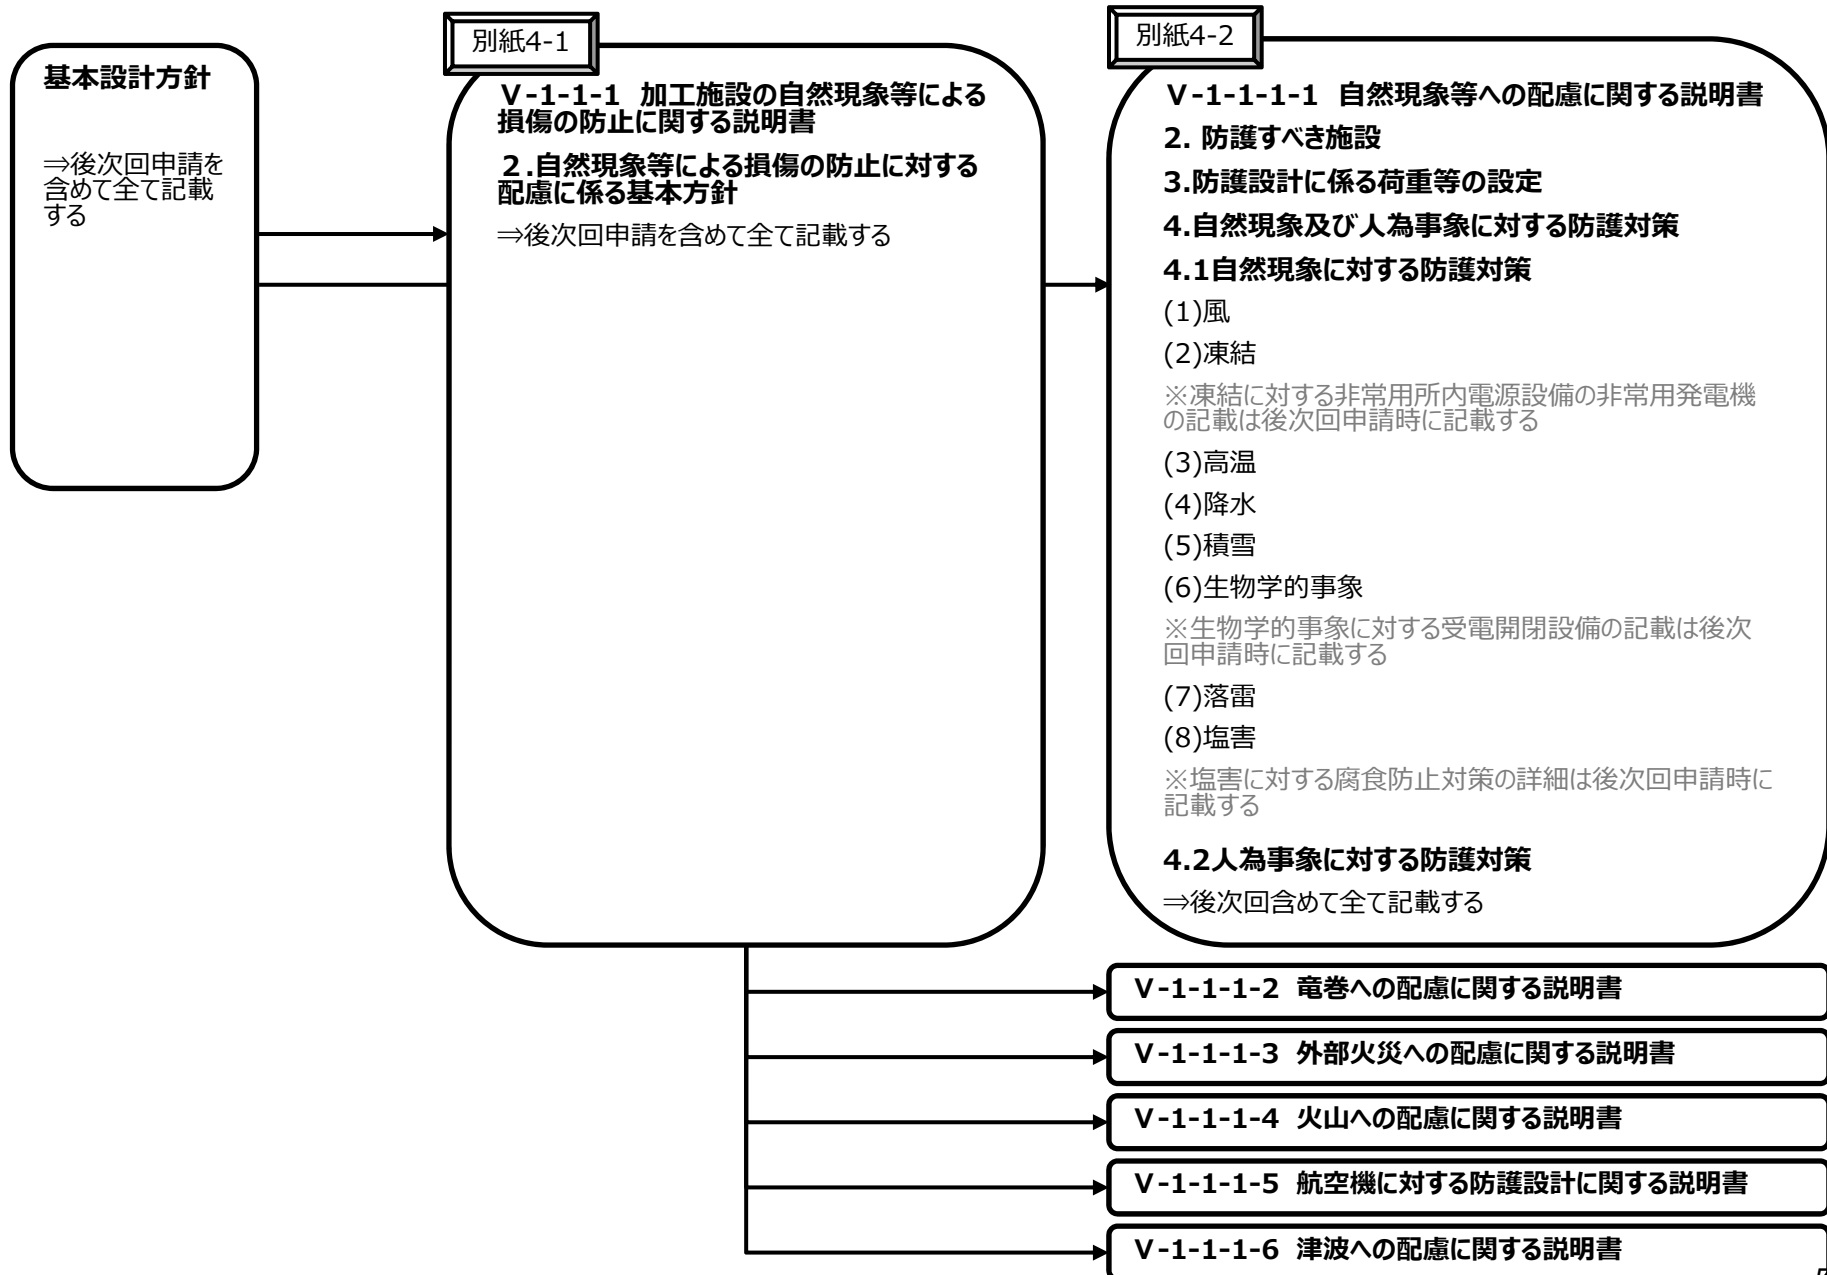 基本設計方針
⇒後次回申請を
含めて全て記載
する
別紙4-1
Ⅴ-1-1-1 加工施設の自然現象等による
損傷の防止に関する説明書
２.自然現象等による損傷の防止に対する
配慮に係る基本方針
⇒後次回申請を含めて全て記載する
別紙4-2
Ⅴ-1-1-1-1 自然現象等への配慮に関する説明書
2. 防護すべき施設
3.防護設計に係る荷重等の設定
4.自然現象及び人為事象に対する防護対策
4.1自然現象に対する防護対策
(1)風
(2)凍結
※凍結に対する非常用所内電源設備の非常用発電機
の記載は後次回申請時に記載する
(3)高温
(4)降水
(5)積雪
(6)生物学的事象
※生物学的事象に対する受電開閉設備の記載は後次
回申請時に記載する
(7)落雷
(8)塩害
※塩害に対する腐食防止対策の詳細は後次回申請時に
記載する
4.2人為事象に対する防護対策
⇒後次回含めて全て記載する
Ⅴ-1-1-1-2 竜巻への配慮に関する説明書
Ⅴ-1-1-1-3 外部火災への配慮に関する説明書
Ⅴ-1-1-1-4 火山への配慮に関する説明書
Ⅴ-1-1-1-5 航空機に対する防護設計に関する説明書
Ⅴ-1-1-1-6 津波への配慮に関する説明書